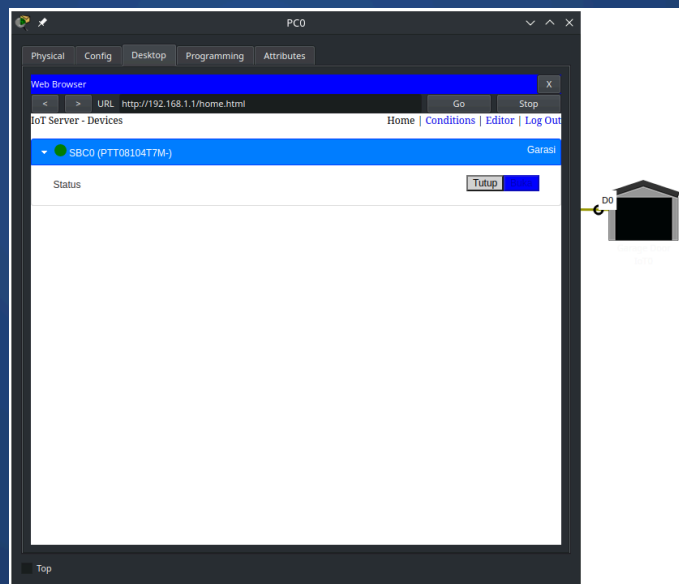 PC0
Physical Config Desktop Programming Attributes
Web Browser X
< > URL http://192.168.1.1/home.html Go Stop
IoT Server - Devices Home | Conditions | Editor | Log Out
SBC0 (PTT08104T7M-) Garasi
Status Tutup
D0
Top